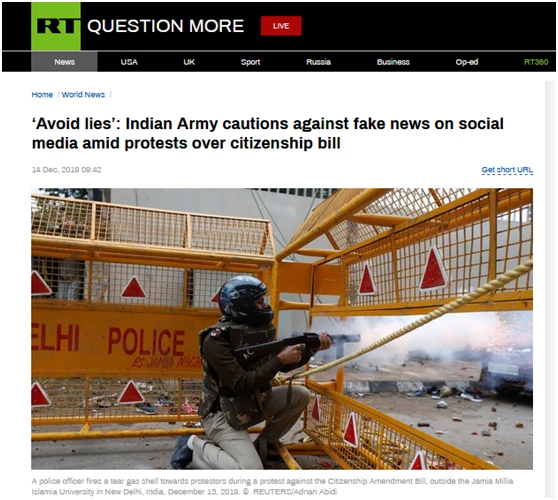 RT QUESTION MORE LIVE
News USA UK Sport Russia Business Op-ed RT360
Home / World News /
‘Avoid lies’: Indian Army cautions against fake news on social
media amid protests over citizenship bill
14 Dec, 2019 09:42 Get short URL
DELHI POLICE
A police officer fires a tear gas shell towards protestors during a protest against the Citizenship Amendment Bill, outside the Jamia Millia
Islamia University in New Delhi, India, December 13, 2019. © REUTERS/Adnan Abidi